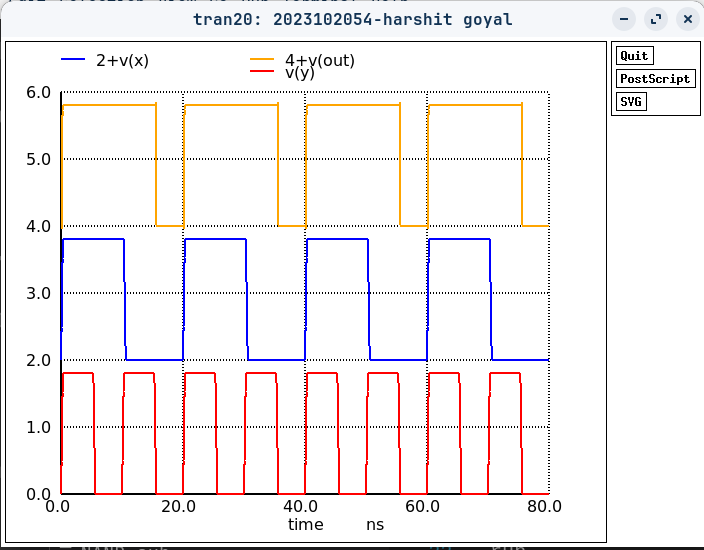 tran20: 2023102054-harshit goyal
2+v(x)
4+v(out)
v(y)
Quit
PostScript
SVG
6.0
5.0
4.0
3.0
2.0
1.0
0.0
0.0 20.0 40.0 60.0 80.0
time ns